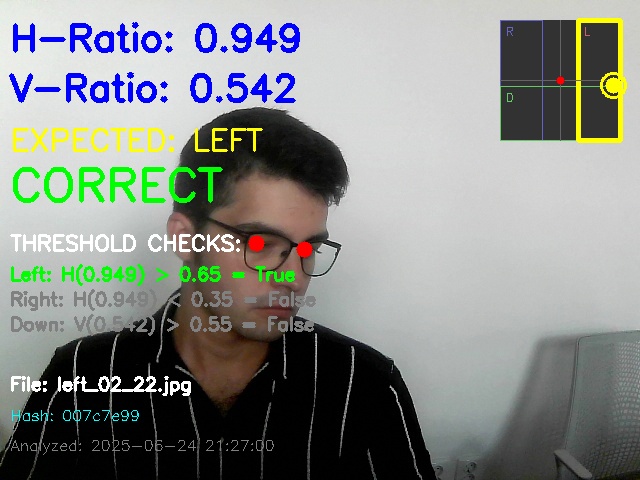 H-Ratio: 0.949
V-Ratio: 0.542
EXPECTED: LEFT
CORRECT
THRESHOLD CHECKS:
Left: H(0.949) > 0.65 = True
Right: H(0.949) < 0.35 = False
Down: V(0.542) > 0.55 = False
File: left_02_22.jpg
Hash: 007c7e99
Analyzed: 2025-06-24 21:27:00
R
L
D